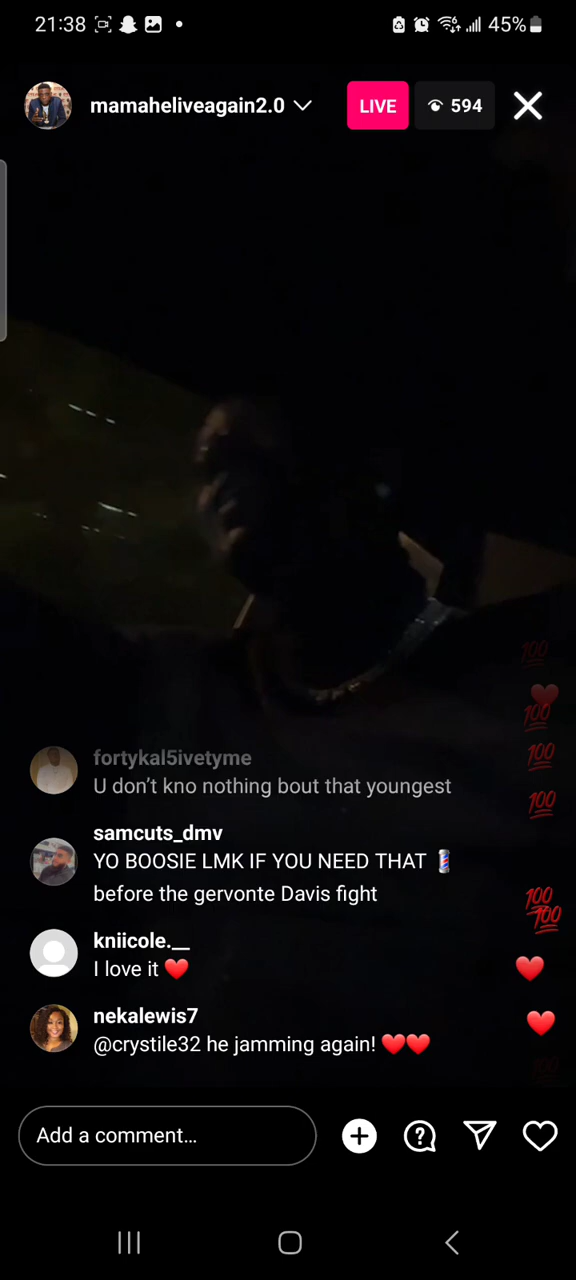 21:38
45%
mamaheliveagain2.0
LIVE
594
fortykal5ivetyme
U don’t kno nothing bout that youngest
samcuts_dmv
YO BOOSIE LMK IF YOU NEED THAT 💈
before the gervonte Davis fight
kniicole.__
I love it ❤️
nekalewis7
@crystile32 he jamming again! ❤️❤️
Add a comment…